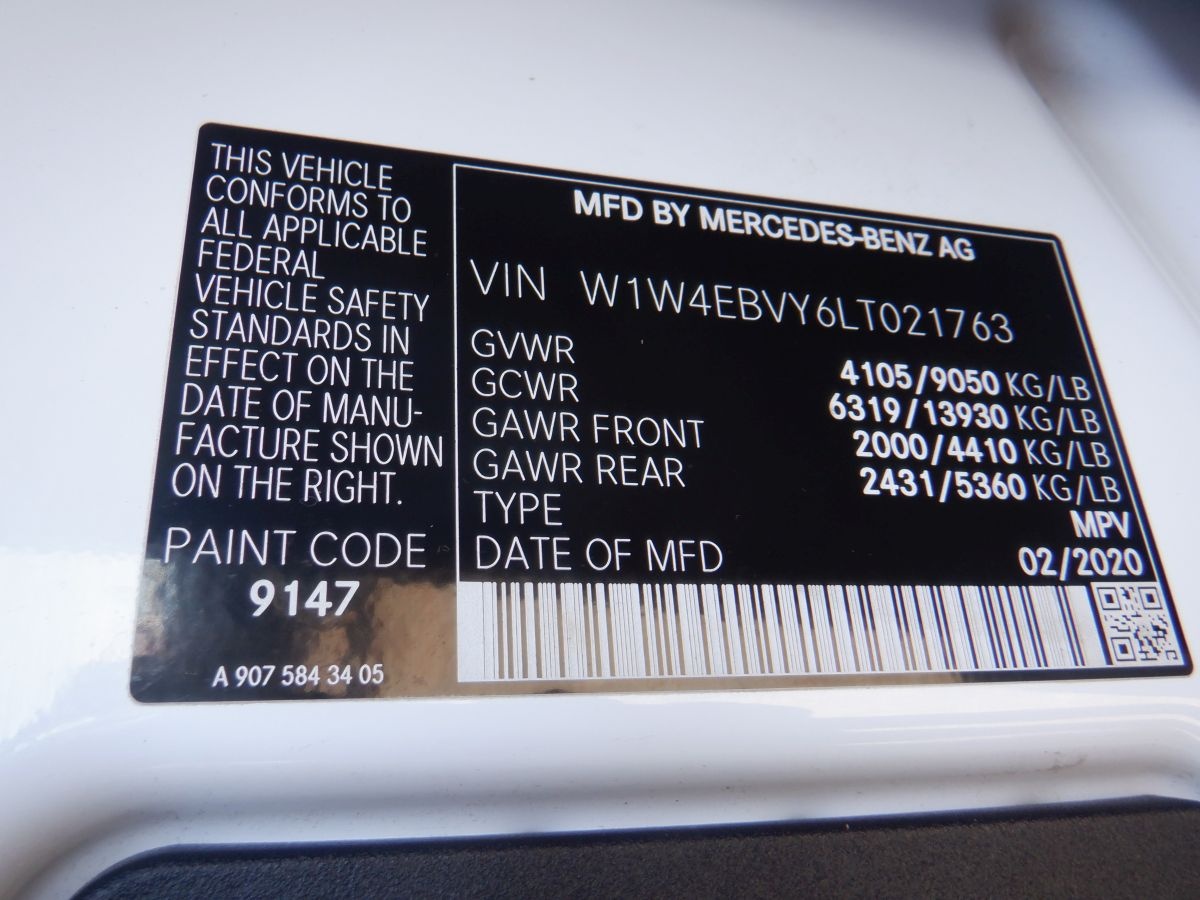 THIS VEHICLE
CONFORMS TO
ALL APPLICABLE
FEDERAL
VEHICLE SAFETY
STANDARDS IN
EFFECT ON THE
DATE OF MANU-
FACTURE SHOWN
ON THE RIGHT.
PAINT CODE
9147
A 907 584 34 05
MFD BY MERCEDES-BENZ AG
VIN W1W4EBVY6LT021763
GVWR 4105/9050 KG/LB
GCWR 6319/13930 KG/LB
GAWR FRONT 2000/4410 KG/LB
GAWR REAR 2431/5360 KG/LB
TYPE MPV
DATE OF MFD 02/2020